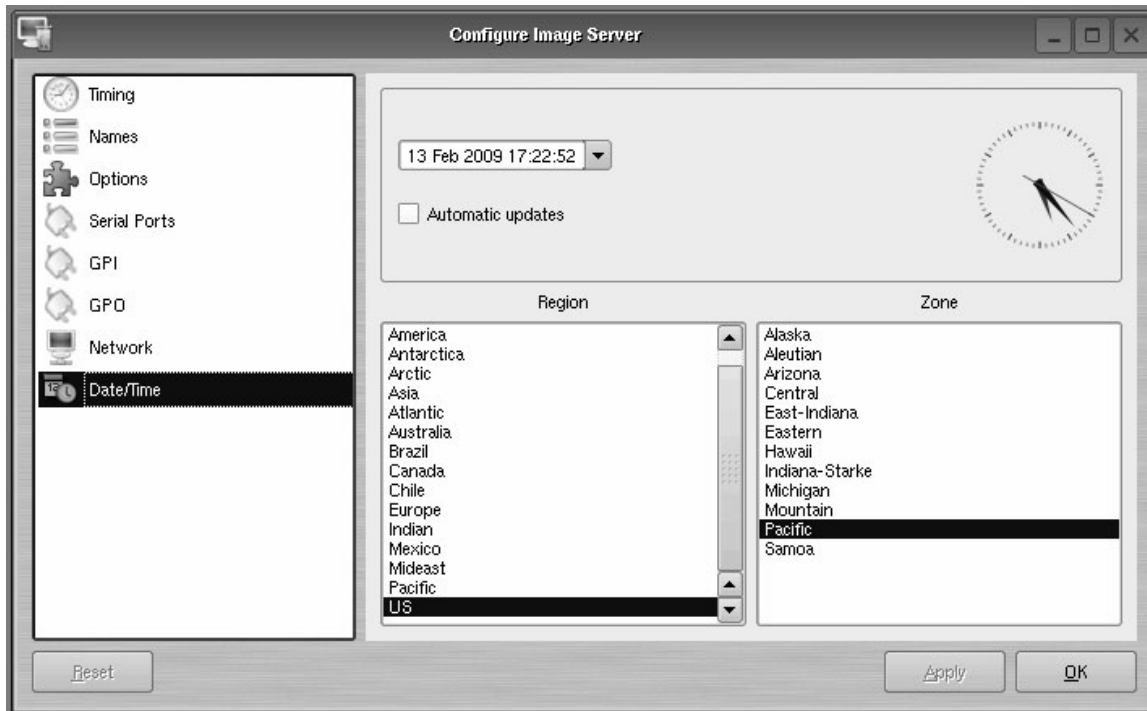 Configure Image Server
Timing
Names
Options
Serial Ports
GPI
GPO
Network
Date/Time
13 Feb 2009 17:22:52
Automatic updates
Region
America
Antarctica
Arctic
Asia
Atlantic
Australia
Brazil
Canada
Chile
Europe
Indian
Mexico
Mideast
Pacific
US
Zone
Alaska
Aleutian
Arizona
Central
East-Indiana
Eastern
Hawaii
Indiana-Starke
Michigan
Mountain
Pacific
Samoa
Reset
Apply
OK